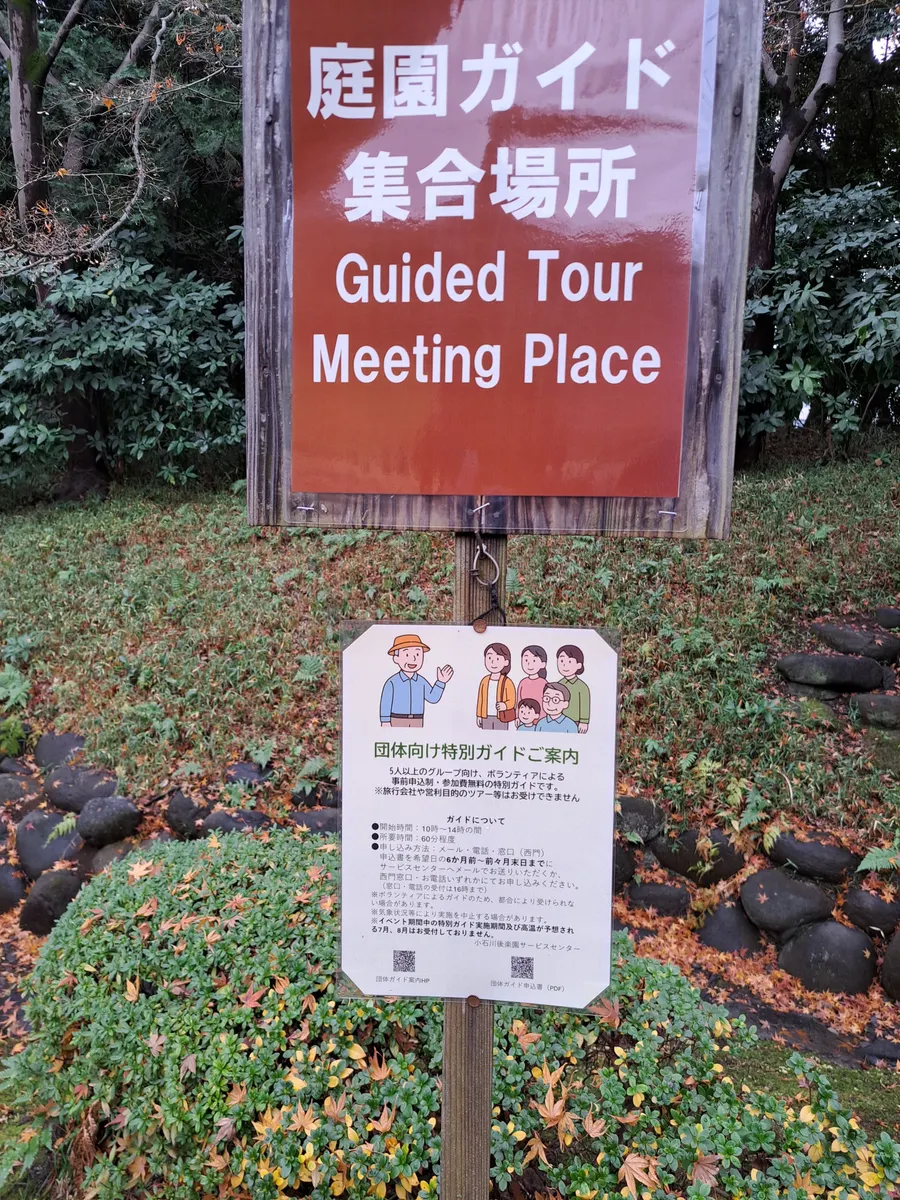 庭園ガイド
集合場所
Guided Tour
Meeting Place
団体向け特別ガイドご案内
5人以上のグループ向け、ボランティアによる
事前申込制・参加費無料の特別ガイドです。
※旅行会社や営利目的のツアー等はお受けできません
ガイドについて
●開始時間：10時～14時の間
●所要時間：60分程度
●申し込み方法：メール・電話・窓口（西門）
申込書を希望日の6か月前～前々月末日までに
サービスセンターへメールでお送りいただくか、
西門窓口・お電話いずれかにてお申し込みください。
（窓口・電話の受付は16時まで）
※ボランティアによるガイドのため、都合により受けられな
い場合があります。
※気象状況等により実施を中止する場合があります。
※イベント期間中の特別ガイド実施期間及び高温が予想され
る7月、8月はお受付しておりません。
小石川後楽園サービスセンター
団体ガイド案内HP
団体ガイド申込書（PDF）